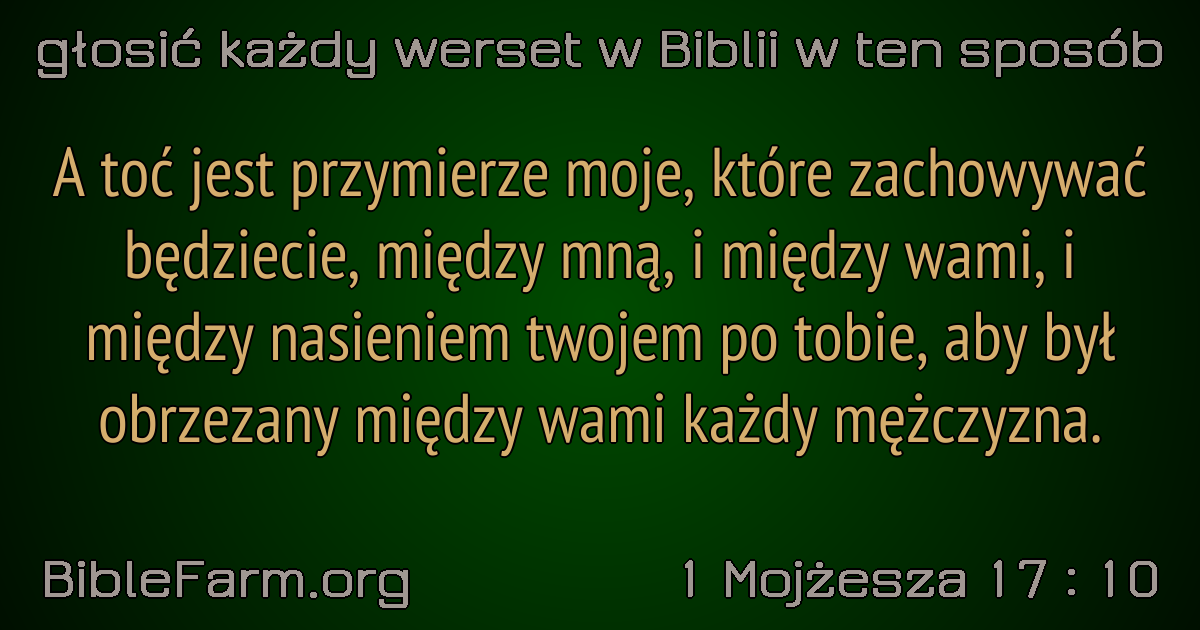 głosić każdy werset w Biblii w ten sposób
A toć jest przymierze moje, które zachowywać
będziecie, między mną, i między wami, i
między nasieniem twojem po tobie, aby był
obrzezany między wami każdy mężczyzna.
BibleFarm.org
1 Mojżesza 17 : 10